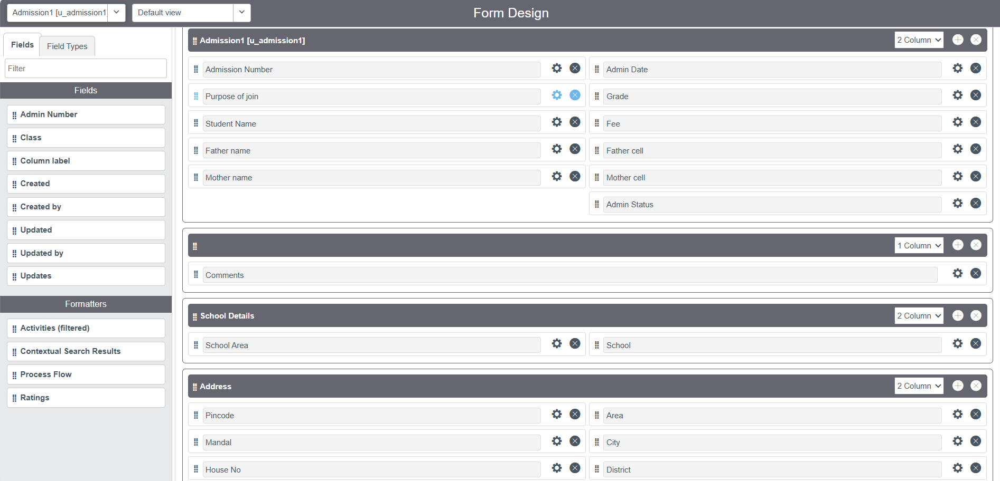 Admission1 [u_admission1]
Default view
Form Design
Fields
Field Types
Filter
Fields
Admin Number
Class
Column label
Created
Created by
Updated
Updated by
Updates
Formatters
Activities (filtered)
Contextual Search Results
Process Flow
Ratings
Admission1 [u_admission1]
2 Column
Admission Number
Admin Date
Purpose of join
Grade
Student Name
Fee
Father name
Father cell
Mother name
Mother cell
Admin Status
1 Column
Comments
School Details
2 Column
School Area
School
Address
2 Column
Pincode
Area
Mandal
City
House No
District